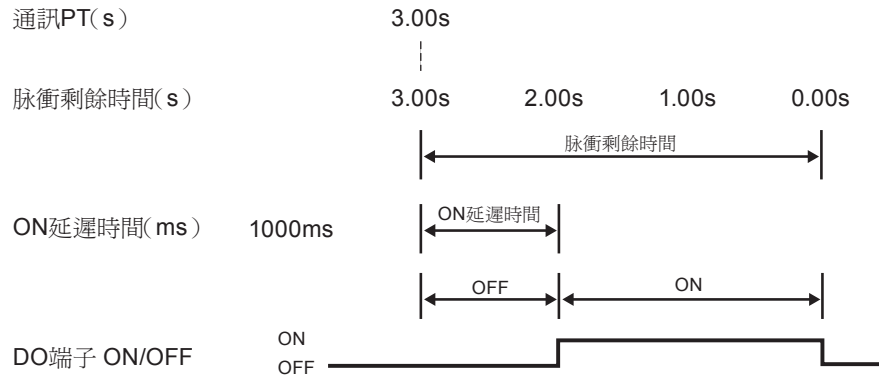 通訊PT(s) 3.00s
脉衝剩餘時間(s) 3.00s 2.00s 1.00s 0.00s
脉衝剩餘時間
ON延遲時間(ms) 1000ms ON延遲時間
OFF ON
DO端子 ON/OFF ON
OFF